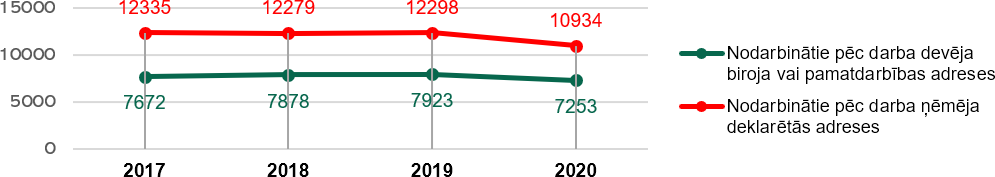 15000
12335 12279 12298 10934
10000
7672 7878 7923 7253
5000
0
2017 2018 2019 2020
Nodarbinātie pēc darba devēja
biroja vai pamatdarbības adreses
Nodarbinātie pēc darba ņēmēja
deklarētās adreses